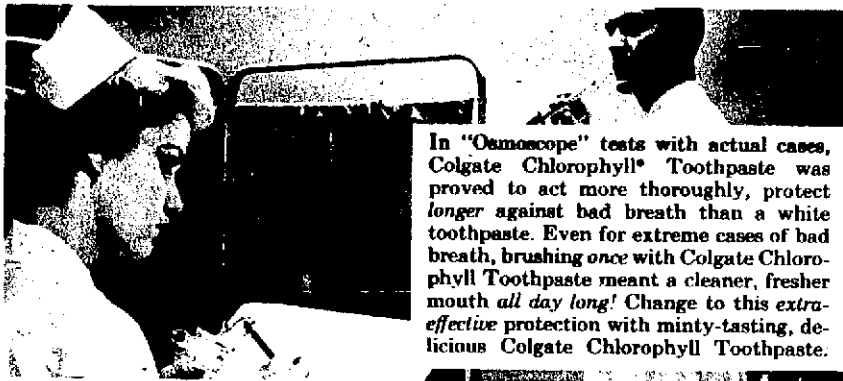 In "Osmoscope" tests with actual cases,
Colgate Chlorophyll* Toothpaste was
proved to act more thoroughly, protect
longer against bad breath than a white
toothpaste. Even for extreme cases of bad
breath, brushing once with Colgate Chloro-
phyll Toothpaste meant a cleaner, fresher
mouth all day long! Change to this extra-
effective protection with minty-tasting, de-
licious Colgate Chlorophyll Toothpaste.